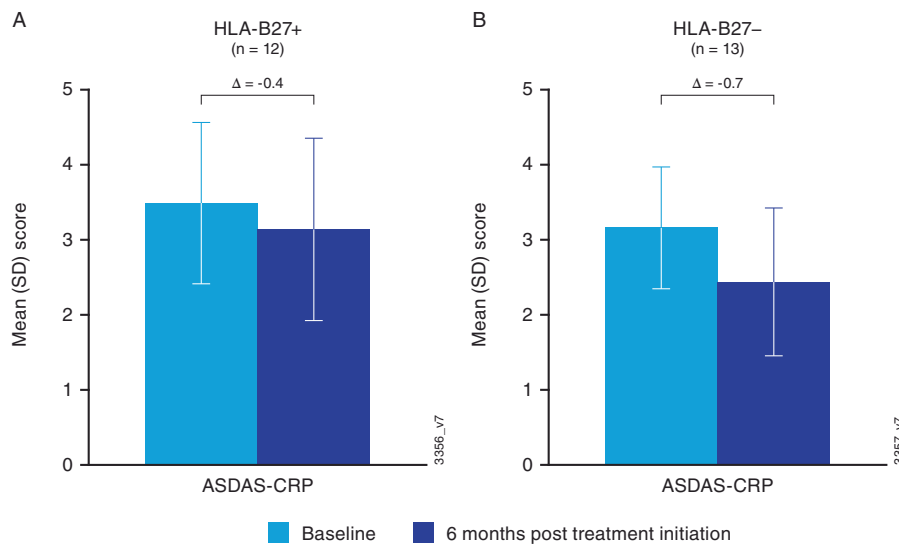 A
HLA-B27+
(n = 12)
Δ = -0.4
5
4
3
2
1
0
Mean (SD) score
ASDAS-CRP
3356_v7
B
HLA-B27–
(n = 13)
Δ = -0.7
5
4
3
2
1
0
Mean (SD) score
ASDAS-CRP
3357_v7
Baseline
6 months post treatment initiation